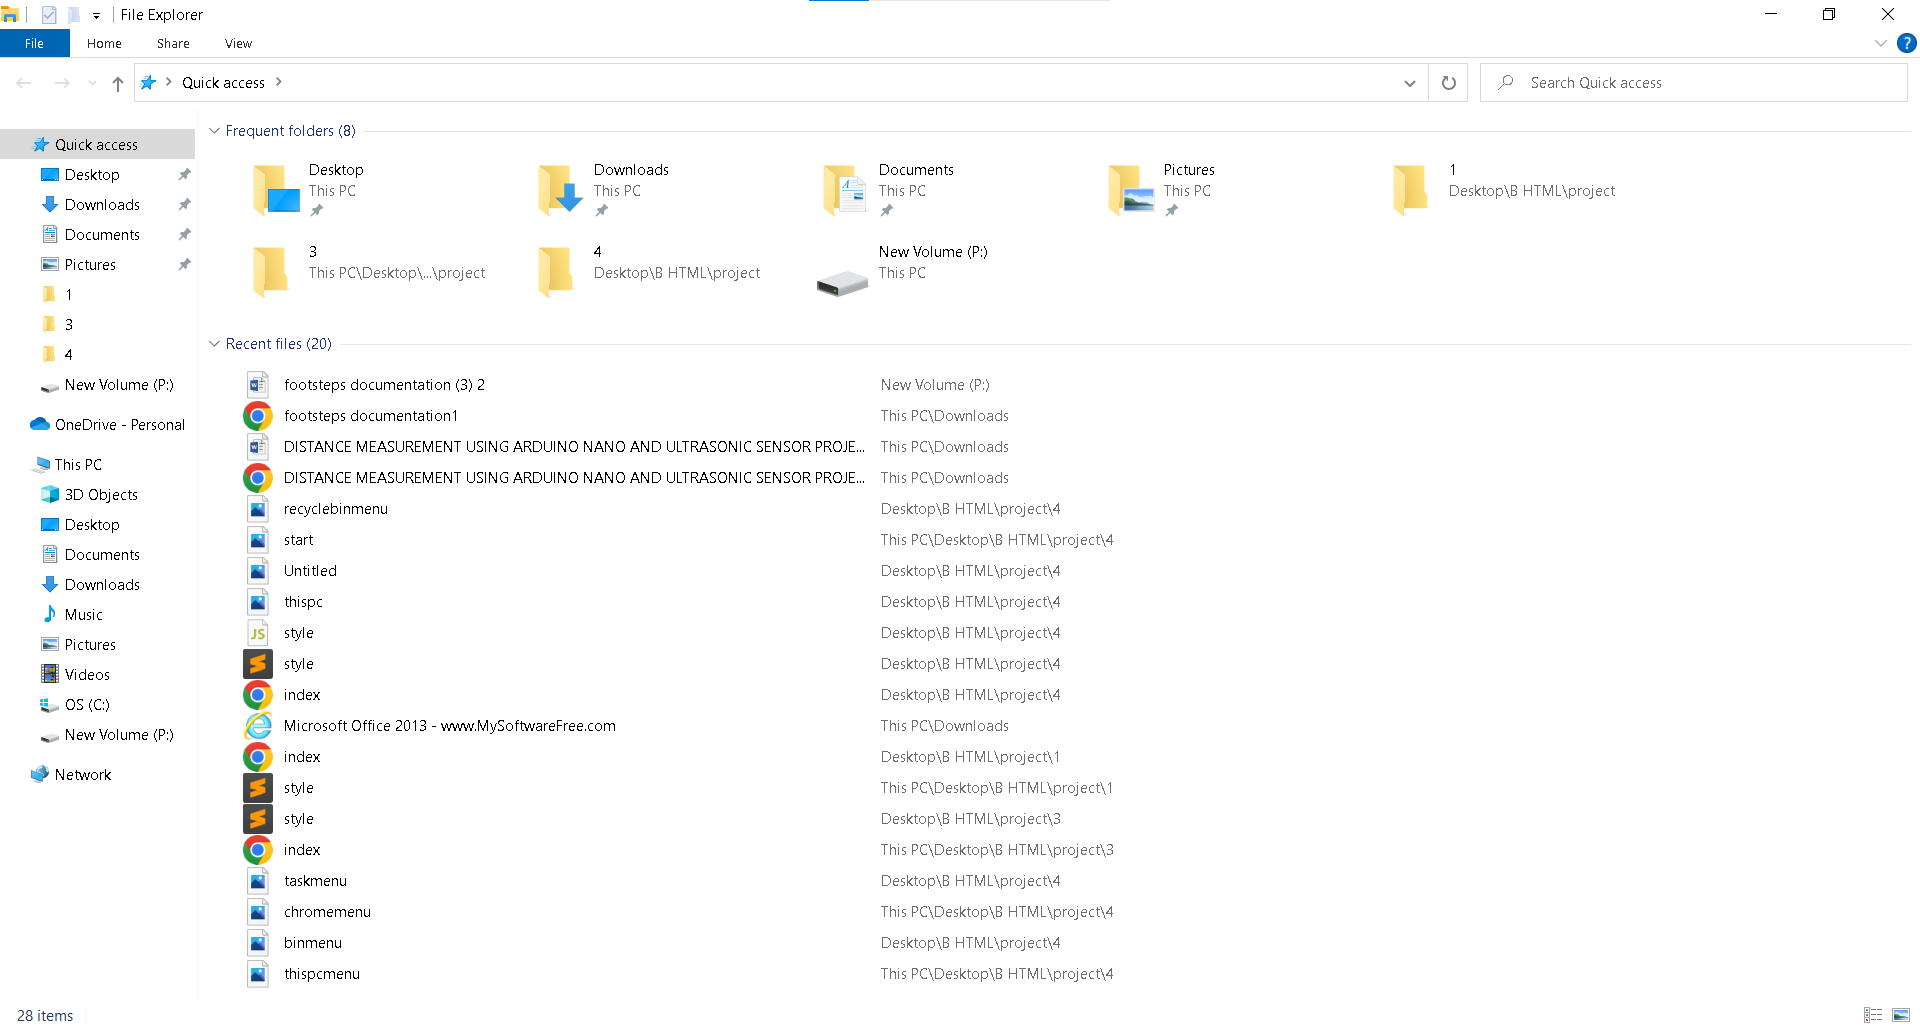 File Explorer
File Home Share View
Quick access
Search Quick access
Quick access
Desktop
Downloads
Documents
Pictures
1
3
4
New Volume (P:)
OneDrive - Personal
This PC
3D Objects
Desktop
Documents
Downloads
Music
Pictures
Videos
OS (C:)
New Volume (P:)
Network
Frequent folders (8)
Desktop
This PC
Downloads
This PC
Documents
This PC
Pictures
This PC
1
Desktop\B HTML\project
3
This PC\Desktop\...\project
4
Desktop\B HTML\project
New Volume (P:)
This PC
Recent files (20)
footsteps documentation (3) 2 New Volume (P:)
footsteps documentation1 This PC\Downloads
DISTANCE MEASUREMENT USING ARDUINO NANO AND ULTRASONIC SENSOR PROJE... This PC\Downloads
DISTANCE MEASUREMENT USING ARDUINO NANO AND ULTRASONIC SENSOR PROJE... This PC\Downloads
recyclebinmenu Desktop\B HTML\project\4
start This PC\Desktop\B HTML\project\4
Untitled Desktop\B HTML\project\4
thispc Desktop\B HTML\project\4
JS style Desktop\B HTML\project\4
style Desktop\B HTML\project\4
index Desktop\B HTML\project\4
Microsoft Office 2013 - www.MySoftwareFree.com This PC\Downloads
index Desktop\B HTML\project\1
style This PC\Desktop\B HTML\project\1
style Desktop\B HTML\project\3
index This PC\Desktop\B HTML\project\3
taskmenu Desktop\B HTML\project\4
chromemenu This PC\Desktop\B HTML\project\4
binmenu Desktop\B HTML\project\4
thispcmenu This PC\Desktop\B HTML\project\4
28 items